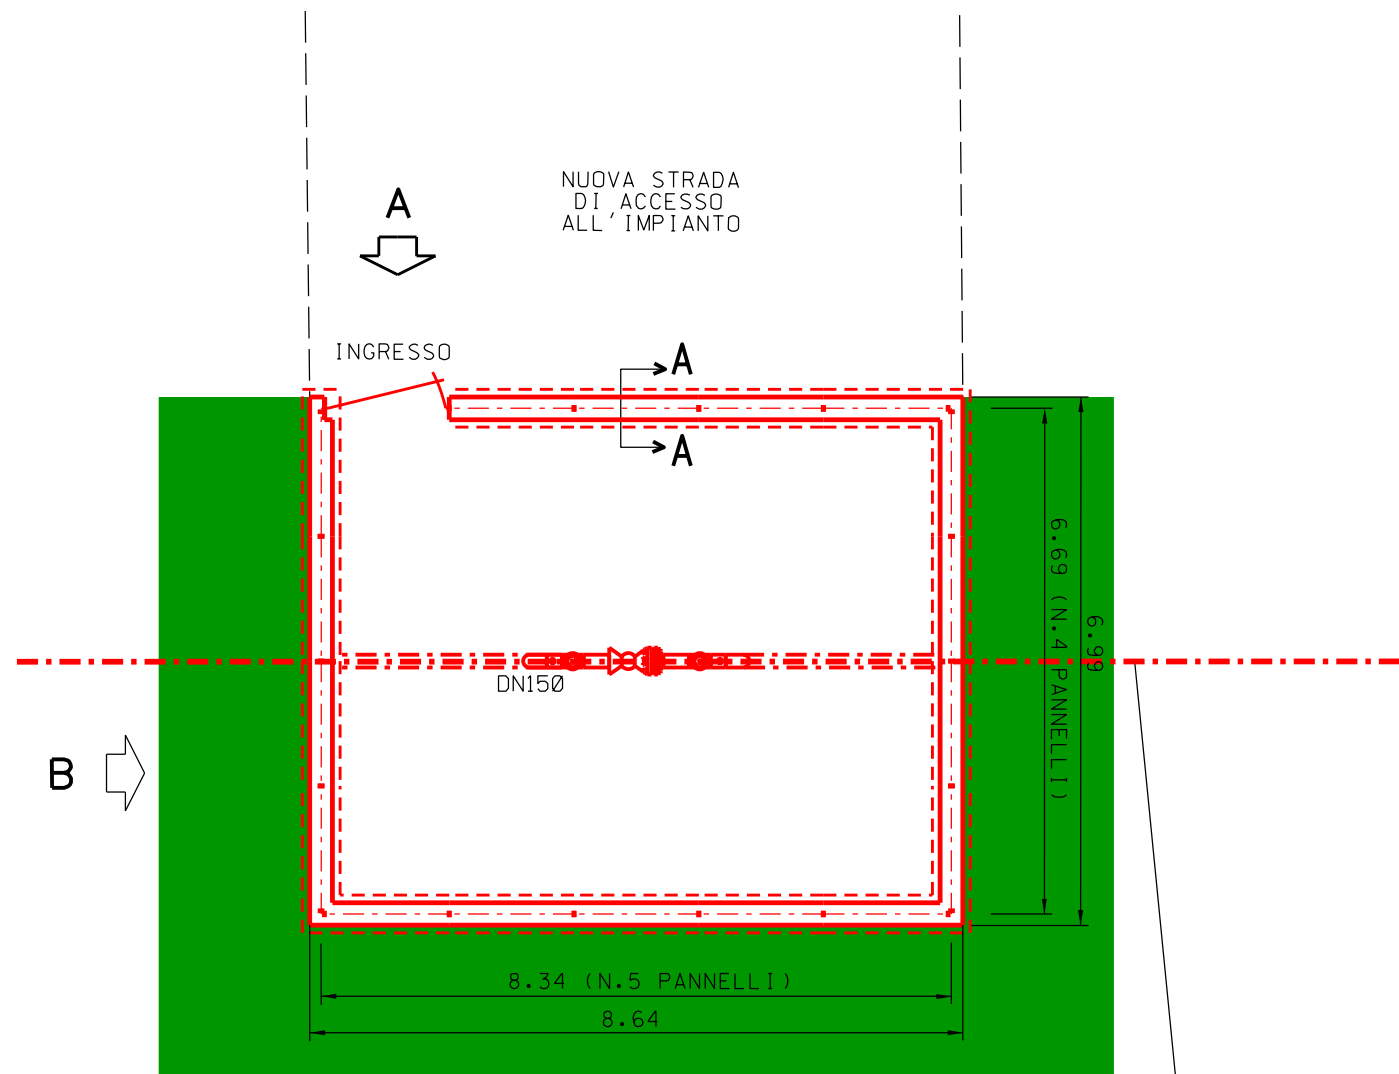 NUOVA STRADA
DI ACCESSO
ALL'IMPIANTO
A
INGRESSO
A
A
6.69 (N.4 PANNELLI)
6.99
DN150
B
8.34 (N.5 PANNELLI)
8.64